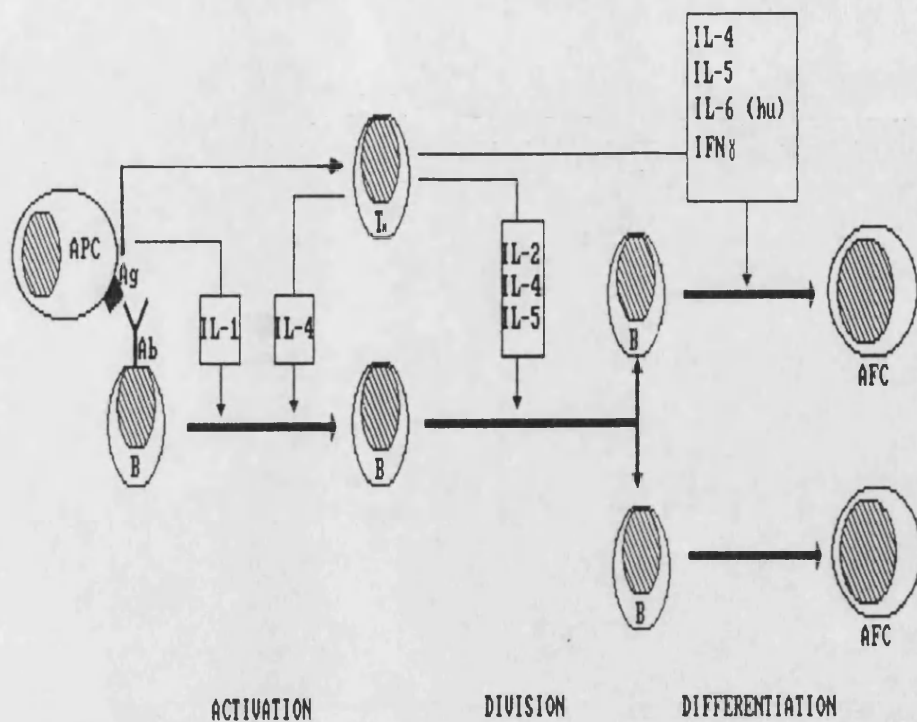 IL-4
IL-5
IL-6 (hu)
IFNγ
APC
Ag
Ab
B
IL-1
IL-4
TH
B
IL-2
IL-4
IL-5
B
AFC
B
AFC
ACTIVATION DIVISION DIFFERENTIATION